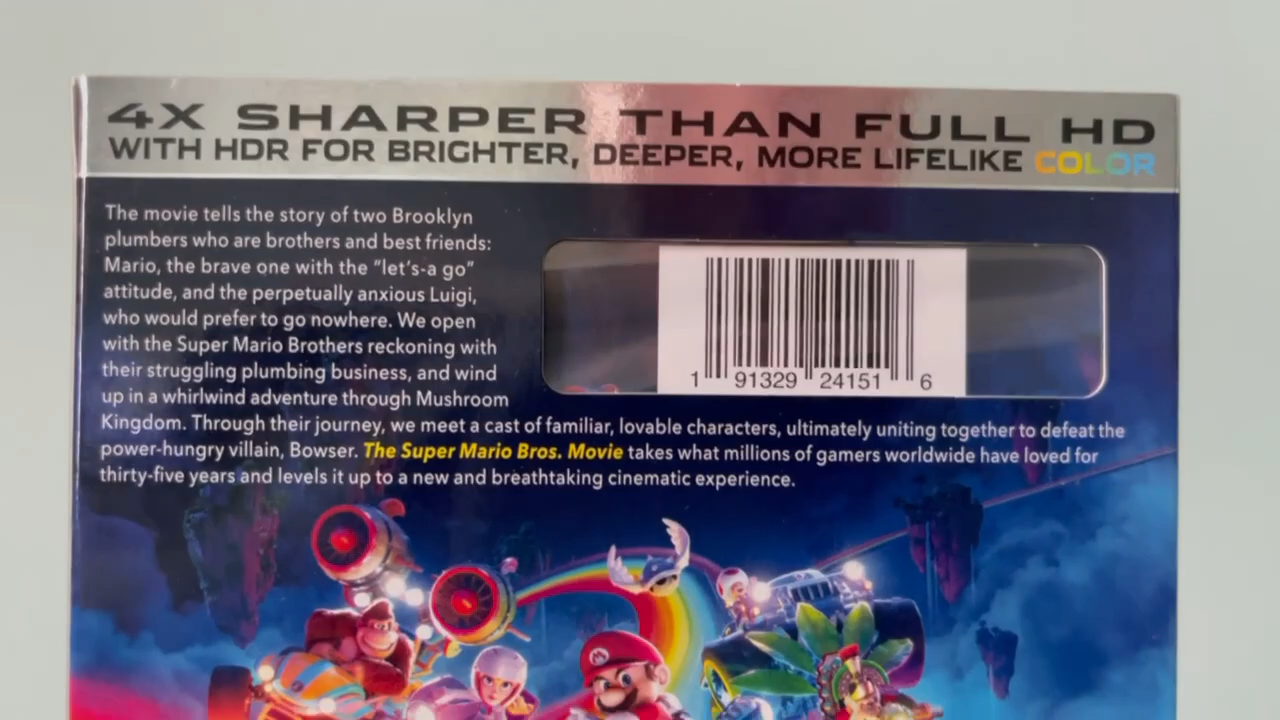 4X SHARPER THAN FULL HD
WITH HDR FOR BRIGHTER, DEEPER, MORE LIFELIKE COLOR
The movie tells the story of two Brooklyn
plumbers who are brothers and best friends:
Mario, the brave one with the "let's-a go"
attitude, and the perpetually anxious Luigi,
who would prefer to go nowhere. We open
with the Super Mario Brothers reckoning with
their struggling plumbing business, and wind
up in a whirlwind adventure through Mushroom
Kingdom. Through their journey, we meet a cast of familiar, lovable characters, ultimately uniting together to defeat the
power-hungry villain, Bowser. The Super Mario Bros. Movie takes what millions of gamers worldwide have loved for
thirty-five years and levels it up to a new and breathtaking cinematic experience.
1 91329 24151 6
M